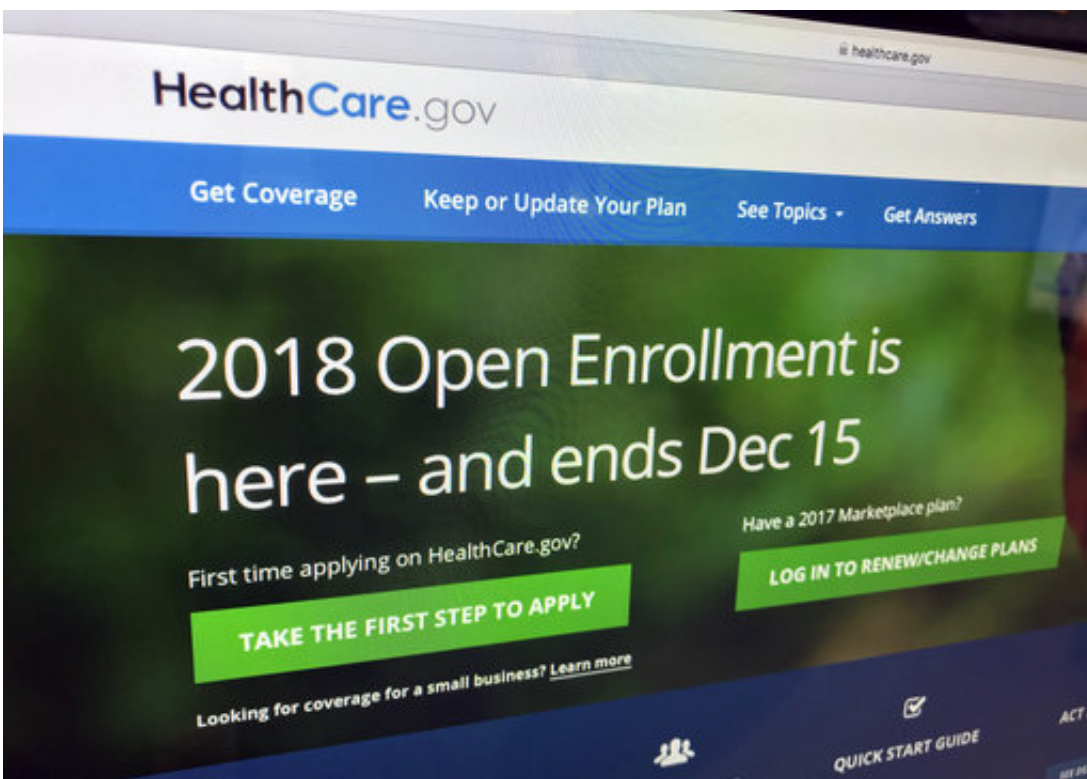 healthcare.gov
HealthCare.gov
Get Coverage Keep or Update Your Plan See Topics Get Answers
2018 Open Enrollment is
here – and ends Dec 15
First time applying on HealthCare.gov?
TAKE THE FIRST STEP TO APPLY
Looking for coverage for a small business? Learn more
Have a 2017 Marketplace plan?
LOG IN TO RENEW/CHANGE PLANS
QUICK START GUIDE
ACT